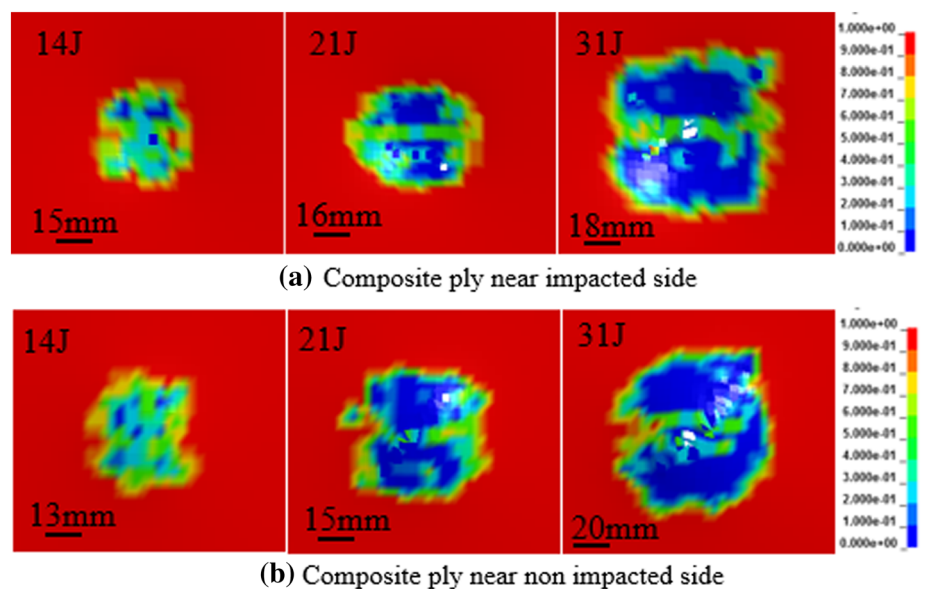 14J
21J
31J
15mm
16mm
18mm
1.000e+00
9.000e-01
8.000e-01
7.000e-01
6.000e-01
5.000e-01
4.000e-01
3.000e-01
2.000e-01
1.000e-01
0.000e+00
(a) Composite ply near impacted side
14J
21J
31J
13mm
15mm
20mm
1.000e+00
9.000e-01
8.000e-01
7.000e-01
6.000e-01
5.000e-01
4.000e-01
3.000e-01
2.000e-01
1.000e-01
0.000e+00
(b) Composite ply near non impacted side